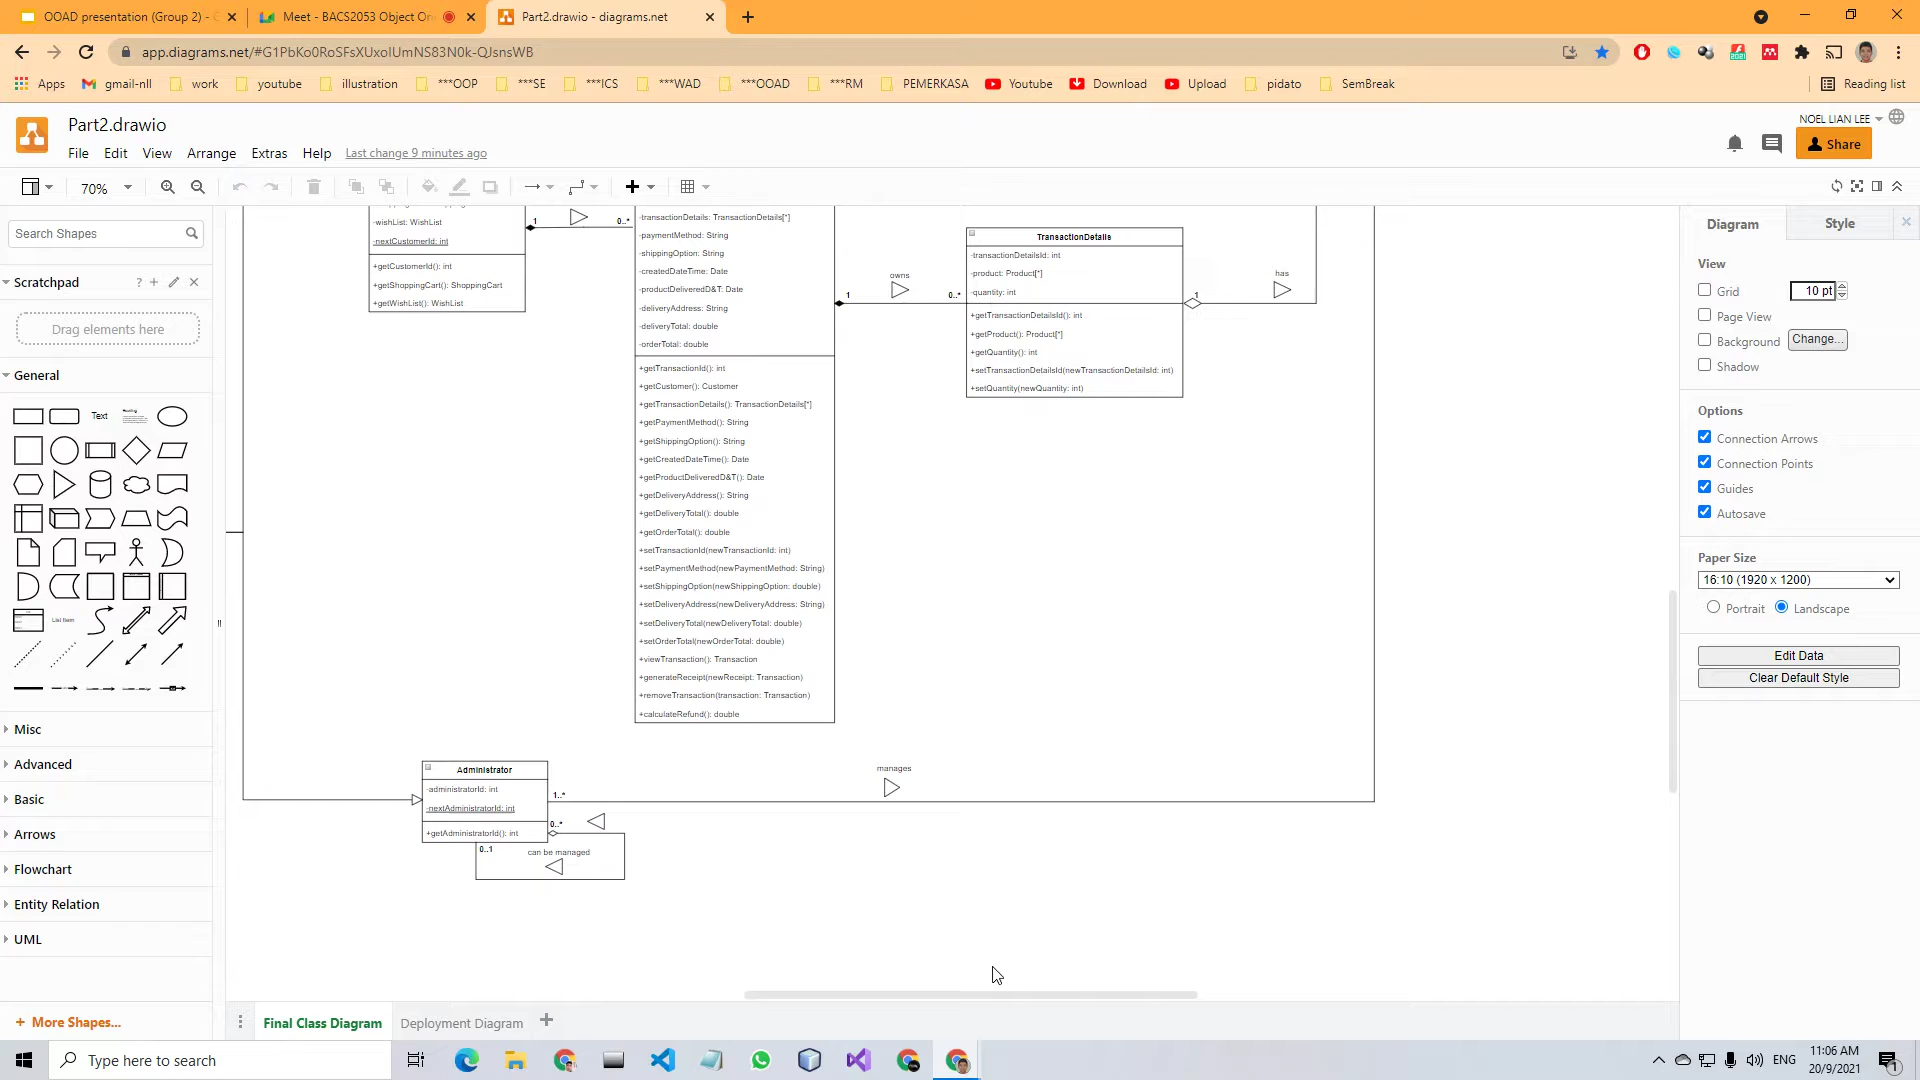 OOAD presentation (Group 2) - G
Meet - BACS2053 Object Or
Part2.drawio - diagrams.net
app.diagrams.net/#G1PbKo0RoSFsXUxolUmNS83N0k-QJsnsWB
Apps
gmail-nll
work
youtube
illustration
***OOP
***SE
***ICS
***WAD
***OOAD
***RM
PEMERKASA
Youtube
Download
Upload
pidato
SemBreak
Reading list
Part2.drawio
NOEL LIAN LEE
Share
File
Edit
View
Arrange
Extras
Help
Last change 9 minutes ago
70%
Search Shapes
Scratchpad
?
Drag elements here
General
Text
Heading
List Item
Misc
Advanced
Basic
Arrows
Flowchart
Entity Relation
UML
+ More Shapes...
-wishList: WishList
-nextCustomerId: int
+getCustomerId(): int
+getShoppingCart(): ShoppingCart
+getWishList(): WishList
1
0..*
-transactionDetails: TransactionDetails[*]
-paymentMethod: String
-shippingOption: String
-createdDateTime: Date
-productDeliveredD&T: Date
-deliveryAddress: String
-deliveryTotal: double
-orderTotal: double
+getTransactionId(): int
+getCustomer(): Customer
+getTransactionDetails(): TransactionDetails[*]
+getPaymentMethod(): String
+getShippingOption(): String
+getCreatedDateTime(): Date
+getProductDeliveredD&T(): Date
+getDeliveryAddress(): String
+getDeliveryTotal(): double
+getOrderTotal(): double
+setTransactionId(newTransactionId: int)
+setPaymentMethod(newPaymentMethod: String)
+setShippingOption(newShippingOption: double)
+setDeliveryAddress(newDeliveryAddress: String)
+setDeliveryTotal(newDeliveryTotal: double)
+setOrderTotal(newOrderTotal: double)
+viewTransaction(): Transaction
+generateReceipt(newReceipt: Transaction)
+removeTransaction(transaction: Transaction)
+calculateRefund(): double
owns
1
0..*
TransactionDetails
-transactionDetailsId: int
-product: Product[*]
-quantity: int
+getTransactionDetailsId(): int
+getProduct(): Product[*]
+getQuantity(): int
+setTransactionDetailsId(newTransactionDetailsId: int)
+setQuantity(newQuantity: int)
has
1
Administrator
-administratorId: int
-nextAdministratorId: int
+getAdministratorId(): int
1..*
manages
0..*
0..1
can be managed
Final Class Diagram
Deployment Diagram
Diagram
Style
View
Grid
10 pt
Page View
Background
Change...
Shadow
Options
Connection Arrows
Connection Points
Guides
Autosave
Paper Size
16:10 (1920 x 1200)
Portrait
Landscape
Edit Data
Clear Default Style
Type here to search
ENG
11:06 AM
20/9/2021
1